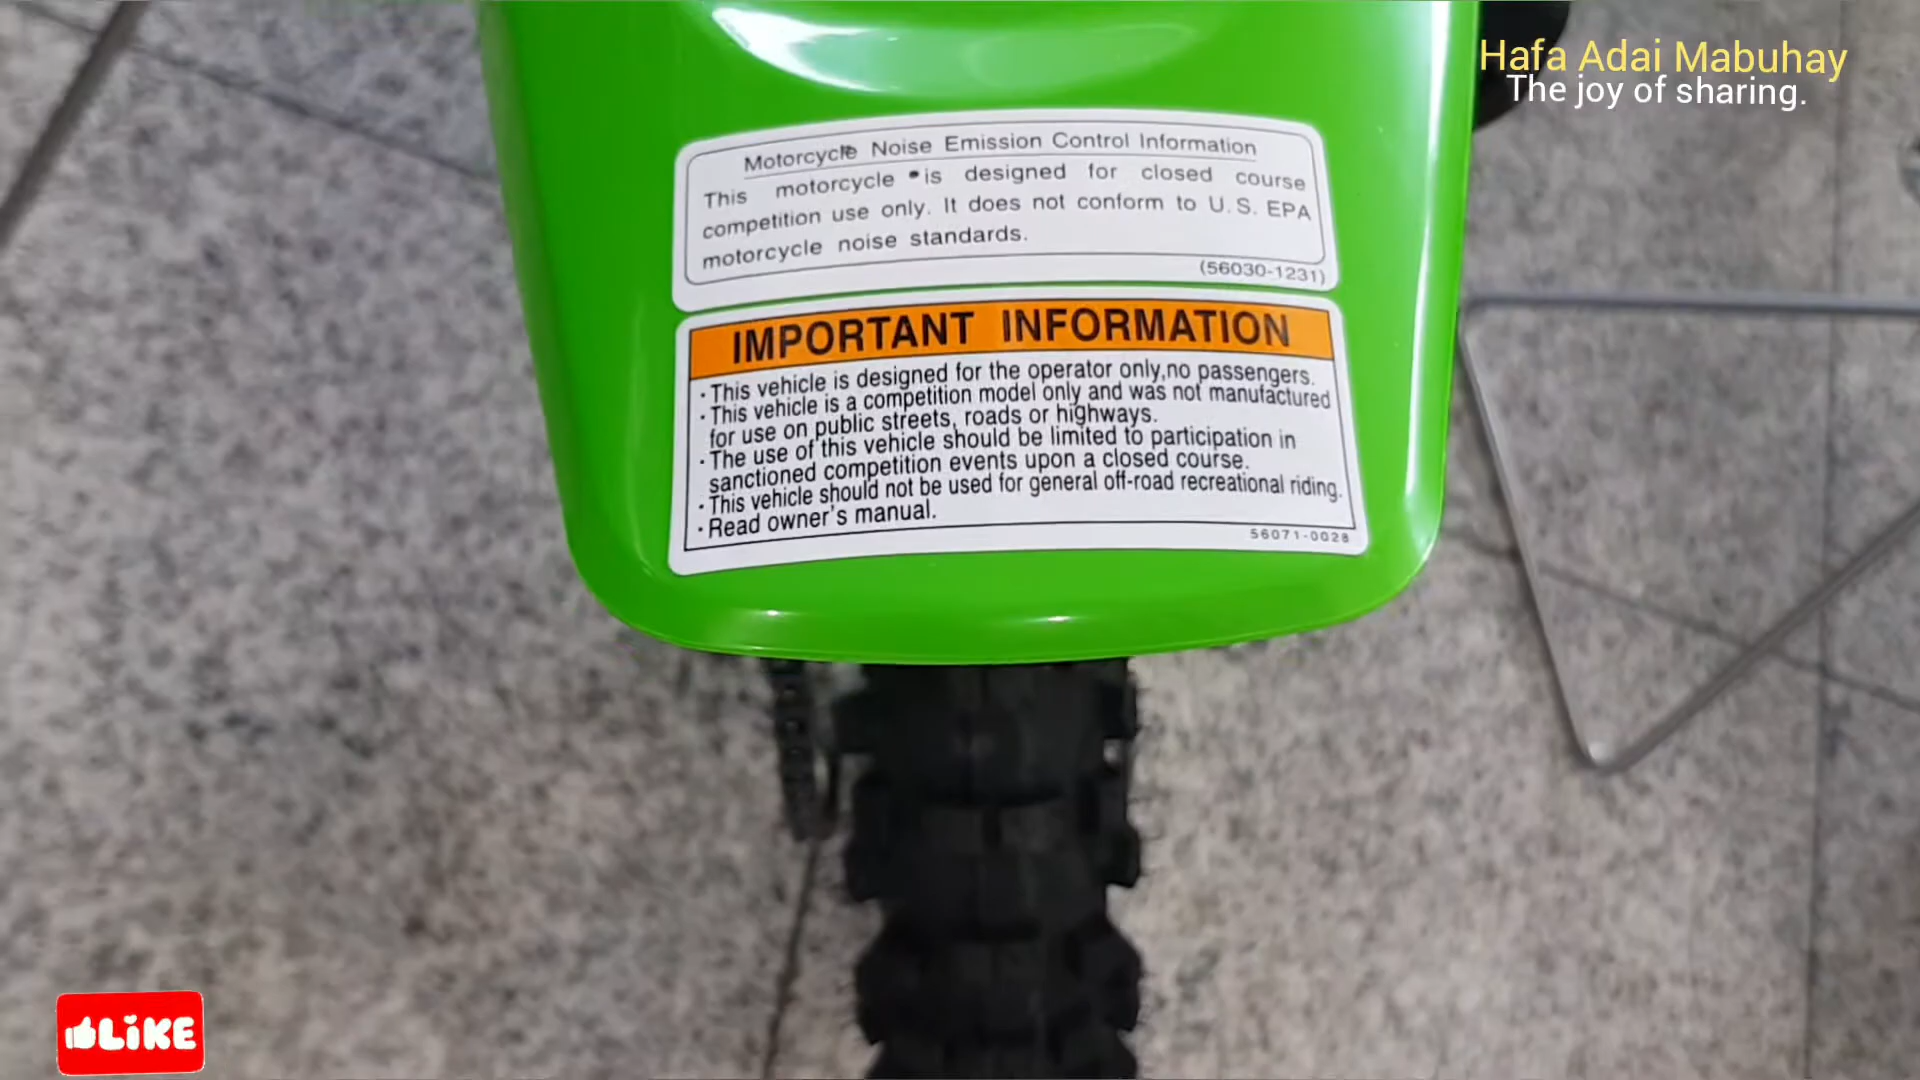 Hafa Adai Mabuhay
The joy of sharing.
Motorcycle Noise Emission Control Information
This motorcycle is designed for closed course
competition use only. It does not conform to U.S. EPA
motorcycle noise standards.
(56030-1231)
IMPORTANT INFORMATION
·This vehicle is designed for the operator only,no passengers.
·This vehicle is a competition model only and was not manufactured
for use on public streets, roads or highways.
·The use of this vehicle should be limited to participation in
sanctioned competition events upon a closed course.
·This vehicle should not be used for general off-road recreational riding.
·Read owner's manual.
56071-0028
LIKE